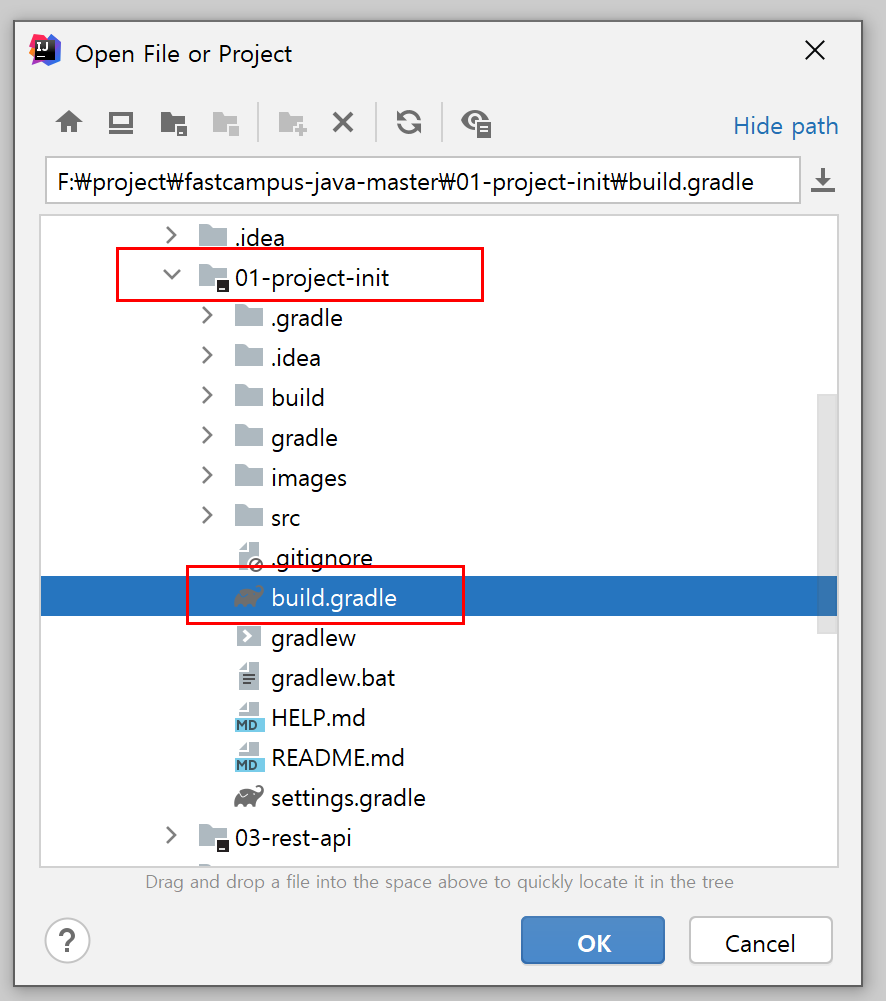 IJ
Open File or Project
Hide path
F:₩project₩fastcampus-java-master₩01-project-init₩build.gradle
.idea
01-project-init
.gradle
.idea
build
gradle
images
src
.gitignore
build.gradle
gradlew
gradlew.bat
MD HELP.md
MD README.md
settings.gradle
03-rest-api
Drag and drop a file into the space above to quickly locate it in the tree
? OK Cancel